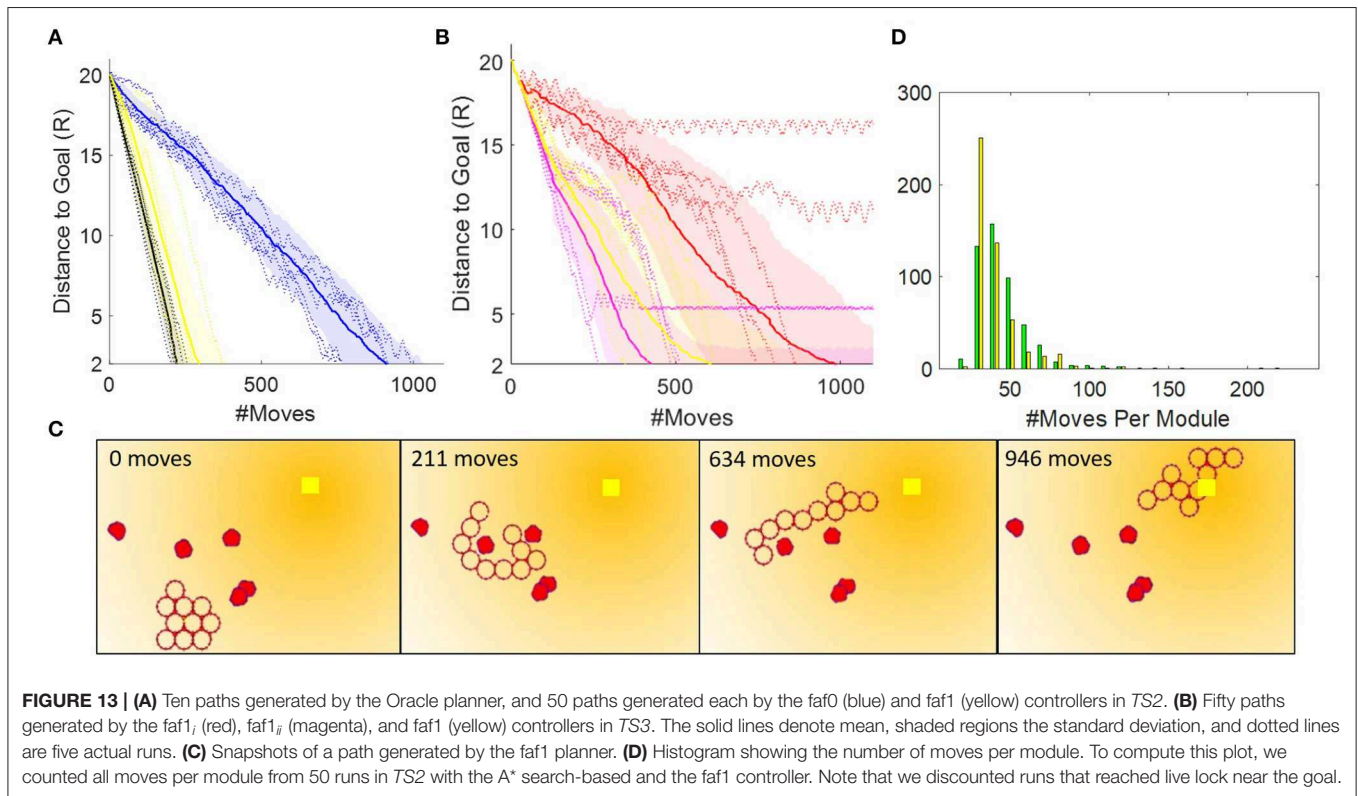 A
B
D
20
15
10
5
2
Distance to Goal (R)
0
500
1000
#Moves
20
15
10
5
2
Distance to Goal (R)
0
500
1000
#Moves
300
200
100
0
50
100
150
200
#Moves Per Module
C
0 moves
211 moves
634 moves
946 moves
FIGURE 13 | (A) Ten paths generated by the Oracle planner, and 50 paths generated each by the faf0 (blue) and faf1 (yellow) controllers in TS2. (B) Fifty paths
generated by the faf1i (red), faf1ii (magenta), and faf1 (yellow) controllers in TS3. The solid lines denote mean, shaded regions the standard deviation, and dotted lines
are five actual runs. (C) Snapshots of a path generated by the faf1 planner. (D) Histogram showing the number of moves per module. To compute this plot, we
counted all moves per module from 50 runs in TS2 with the A* search-based and the faf1 controller. Note that we discounted runs that reached live lock near the goal.